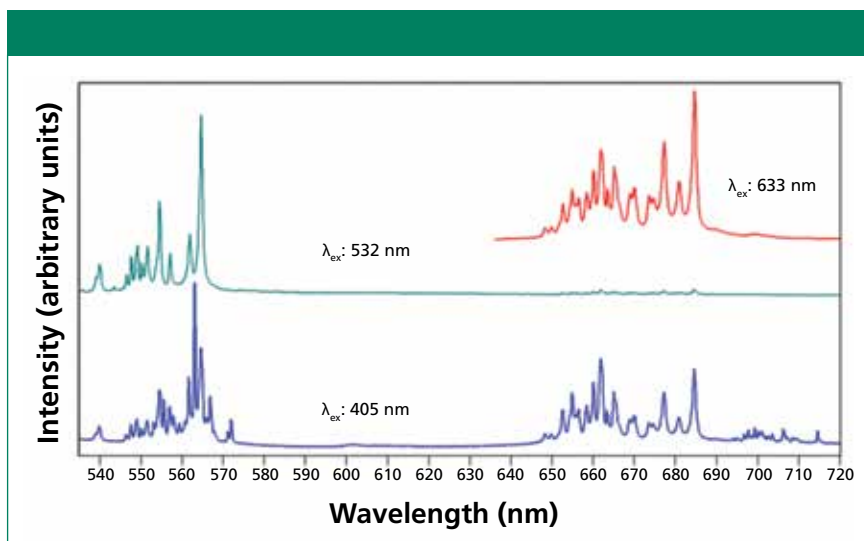 Intensity (arbitrary units)
λex: 633 nm
λex: 532 nm
λex: 405 nm
540 550 560 570 580 590 600 610 620 630 640 650 660 670 680 690 700 710 720
Wavelength (nm)